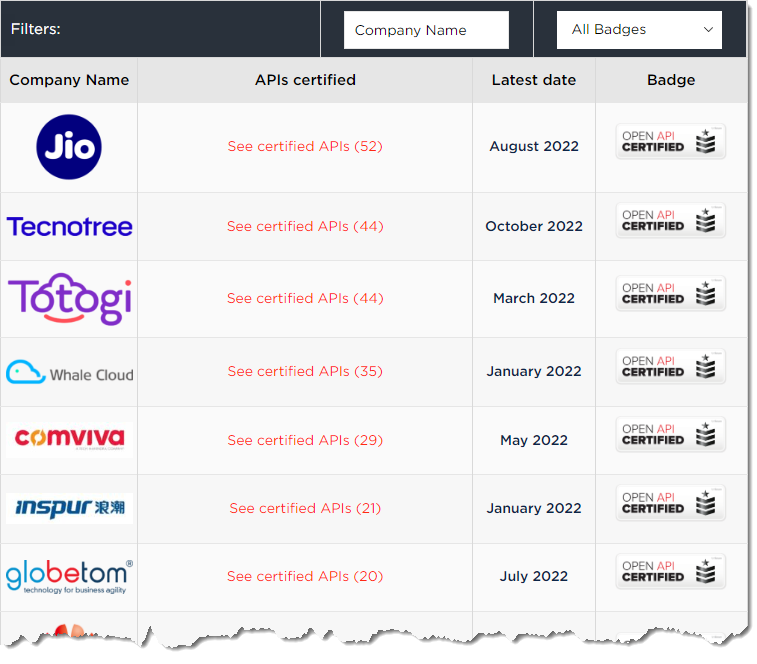 Filters:
Company Name
All Badges
Company Name APIs certified Latest date Badge
Jio See certified APIs (52) August 2022 OPEN API
CERTIFIED
Tecnotree See certified APIs (44) October 2022 OPEN API
CERTIFIED
Totogi See certified APIs (44) March 2022 OPEN API
CERTIFIED
Whale Cloud See certified APIs (35) January 2022 OPEN API
CERTIFIED
comviva See certified APIs (29) May 2022 OPEN API
CERTIFIED
inspur 浪潮 See certified APIs (21) January 2022 OPEN API
CERTIFIED
globetom® See certified APIs (20) July 2022 OPEN API
technology for business agility CERTIFIED